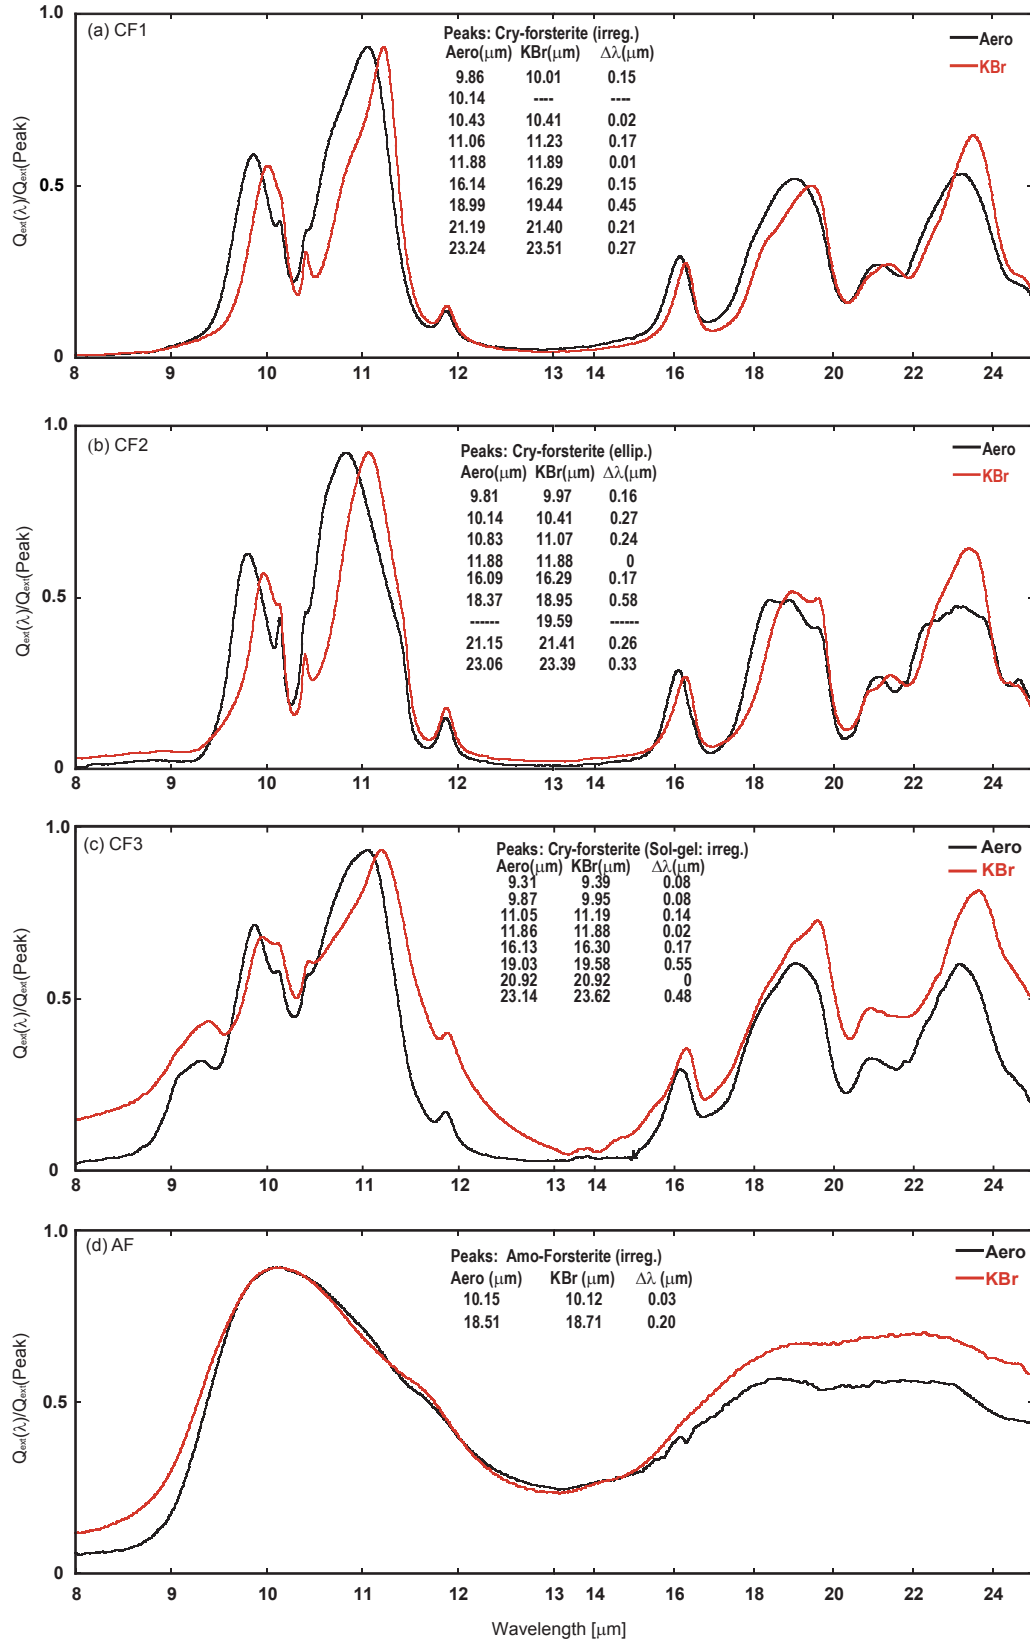 1.0
(a) CF1
Peaks: Cry-forsterite (irreg.)
Aero(μm) KBr(μm) Δλ(μm)
9.86 10.01 0.15
10.14 ---- ----
10.43 10.41 0.02
11.06 11.23 0.17
11.88 11.89 0.01
16.14 16.29 0.15
18.99 19.44 0.45
21.19 21.40 0.21
23.24 23.51 0.27
Aero
KBr
0.5
0
Qext(λ)/Qext(Peak)
8 9 10 11 12 13 14 16 18 20 22 24
1.0
(b) CF2
Peaks: Cry-forsterite (ellip.)
Aero(μm) KBr(μm) Δλ(μm)
9.81 9.97 0.16
10.14 10.41 0.27
10.83 11.07 0.24
11.88 11.88 0
16.09 16.29 0.17
18.37 18.95 0.58
------ 19.59 ------
21.15 21.41 0.26
23.06 23.39 0.33
Aero
KBr
0.5
0
Qext(λ)/Qext(Peak)
8 9 10 11 12 13 14 16 18 20 22 24
1.0
(c) CF3
Peaks: Cry-forsterite (Sol-gel: irreg.)
Aero(μm) KBr(μm) Δλ(μm)
9.31 9.39 0.08
9.87 9.95 0.08
11.05 11.19 0.14
11.86 11.88 0.02
16.13 16.30 0.17
19.03 19.58 0.55
20.92 20.92 0
23.14 23.62 0.48
Aero
KBr
0.5
0
Qext(λ)/Qext(Peak)
8 9 10 11 12 13 14 16 18 20 22 24
1.0
(d) AF
Peaks: Amo-Forsterite (irreg.)
Aero (μm) KBr (μm) Δλ (μm)
10.15 10.12 0.03
18.51 18.71 0.20
Aero
KBr
0.5
0
Qext(λ)/Qext(Peak)
8 9 10 11 12 13 14 16 18 20 22 24
Wavelength [μm]